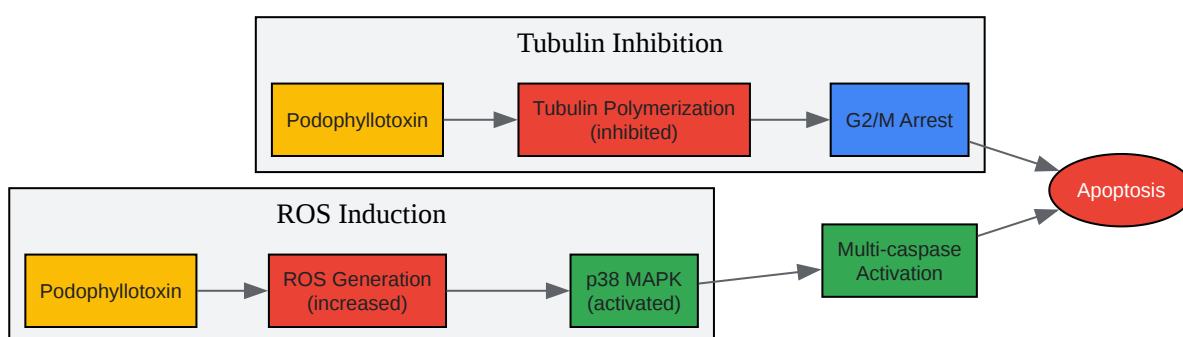 Tubulin Inhibition
Podophyllotoxin
Tubulin Polymerization
(inhibited)
G2/M Arrest
Apoptosis
ROS Induction
Podophyllotoxin
ROS Generation
(increased)
p38 MAPK
(activated)
Multi-caspase
Activation